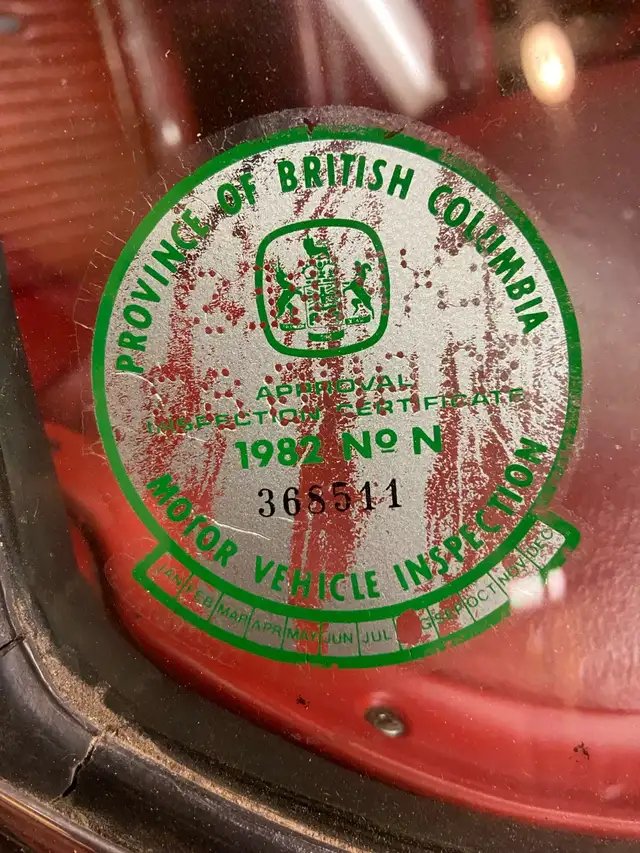 PROVINCE OF BRITISH COLUMBIA
APPROVAL
INSPECTION CERTIFICATE
1982 Nº N
368511
MOTOR VEHICLE INSPECTION
JAN FEB MAR APR MAY JUN JUL G SEP OCT NOV DEC